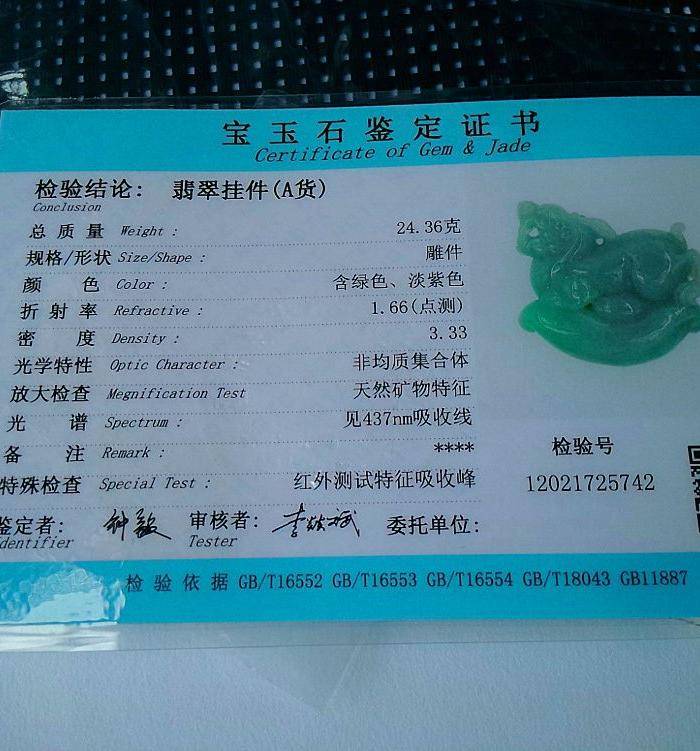 宝玉石鉴定证书
Certificate of Gem & Jade
检验结论: 翡翠挂件(A货)
Conclusion
总质量 Weight : 24.36克
规格/形状 Size/Shape : 雕件
颜色 Color : 含绿色、淡紫色
折射率 Refractive : 1.66(点测)
密度 Density : 3.33
光学特性 Optic Character : 非均质集合体
放大检查 Megnification Test 天然矿物特征
光谱 Spectrum : 见437nm吸收线
备注 Remark : ****
特殊检查 Special Test : 红外测试特征吸收峰
检验号
12021725742
鉴定者: 审核者: 委托单位:
Identifier Tester
检验依据 GB/T16552 GB/T16553 GB/T16554 GB/T18043 GB11887